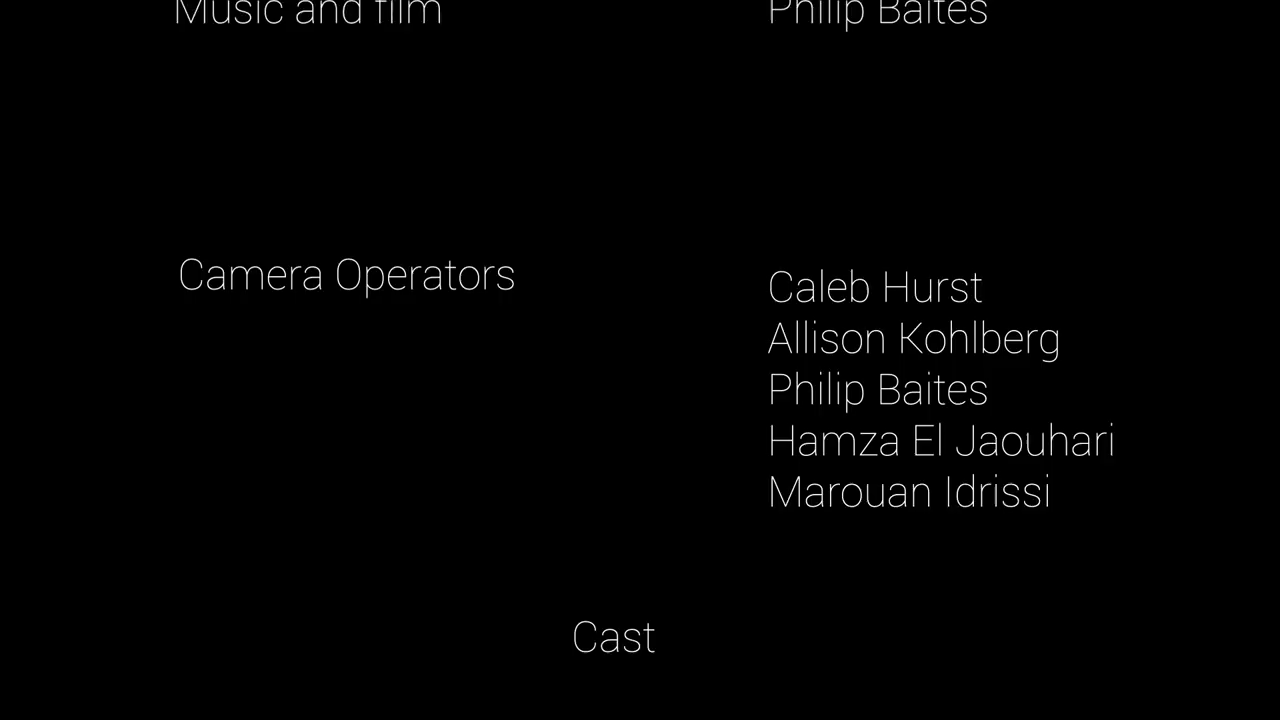 Music and film
Philip Baites
Camera Operators
Caleb Hurst
Allison Kohlberg
Philip Baites
Hamza El Jaouhari
Marouan Idrissi
Cast